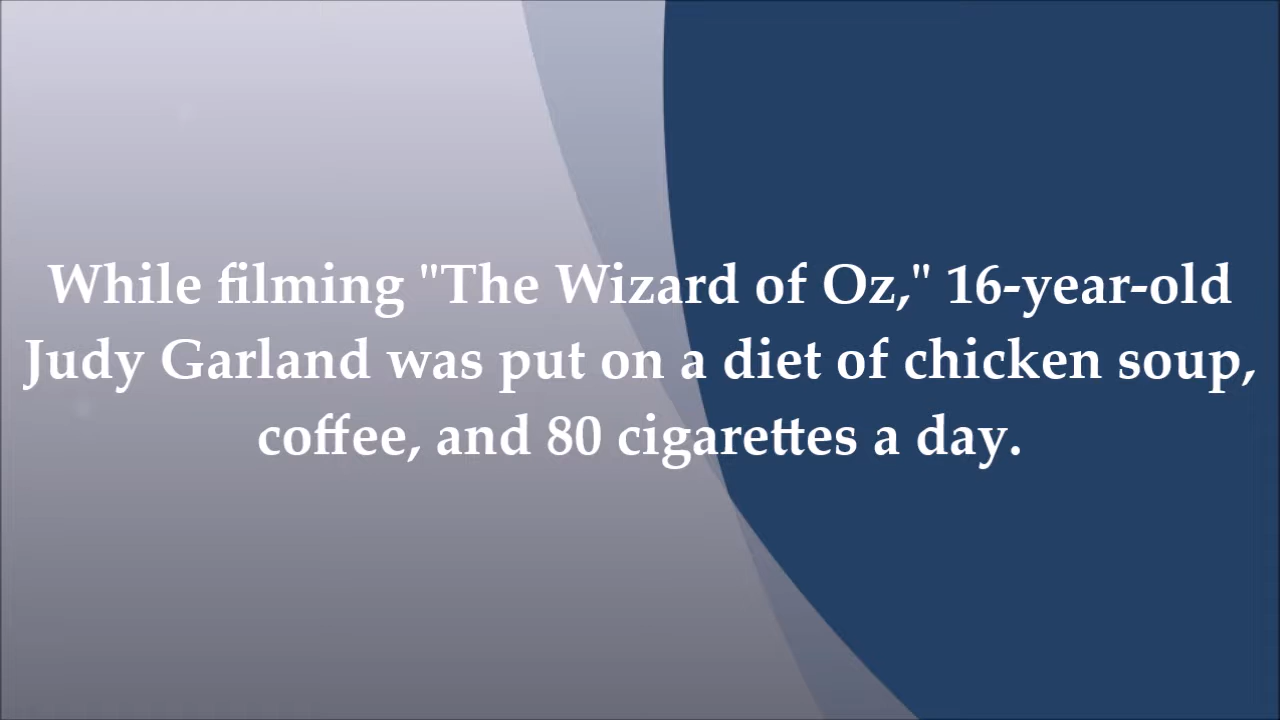 While filming "The Wizard of Oz," 16-year-old
Judy Garland was put on a diet of chicken soup,
coffee, and 80 cigarettes a day.